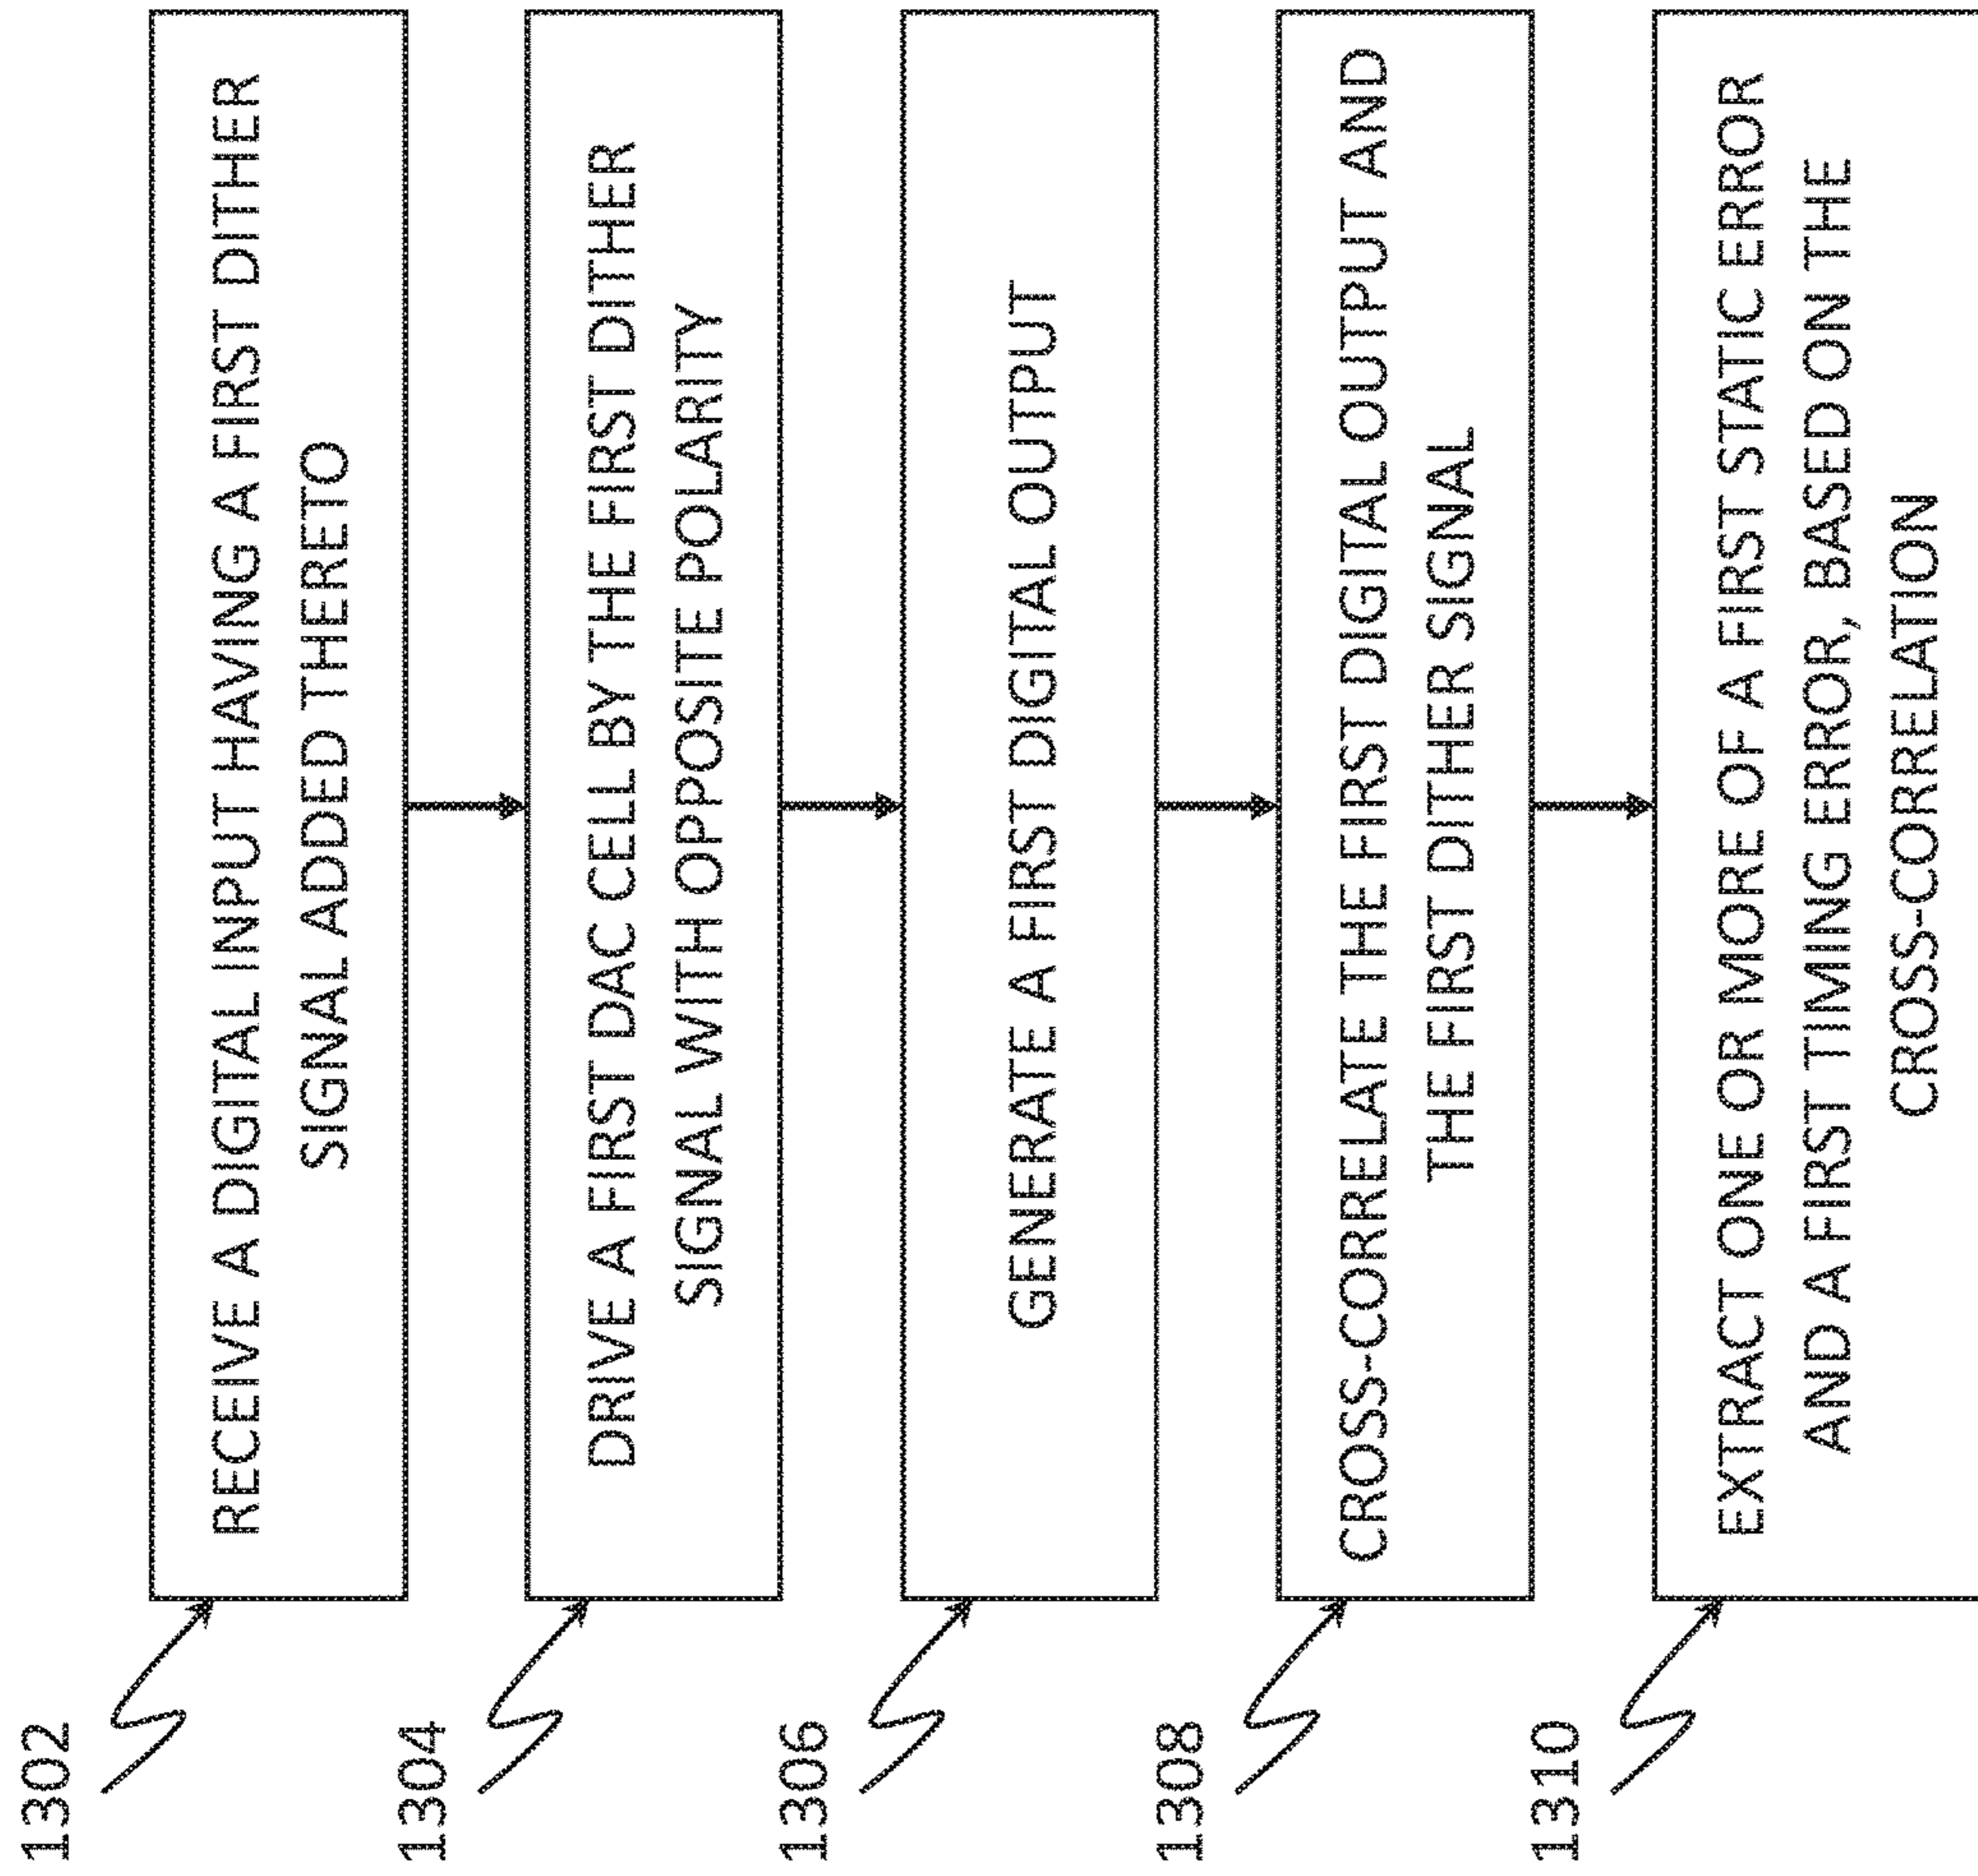 1302
RECEIVE A DIGITAL INPUT HAVING A FIRST DITHER
SIGNAL ADDED THERETO
1304
DRIVE A FIRST DAC CELL BY THE FIRST DITHER
SIGNAL WITH OPPOSITE POLARITY
1306
GENERATE A FIRST DIGITAL OUTPUT
1308
CROSS-CORRELATE THE FIRST DIGITAL OUTPUT AND
THE FIRST DITHER SIGNAL
1310
EXTRACT ONE OR MORE OF A FIRST STATIC ERROR
AND A FIRST TIMING ERROR, BASED ON THE
CROSS-CORRELATION